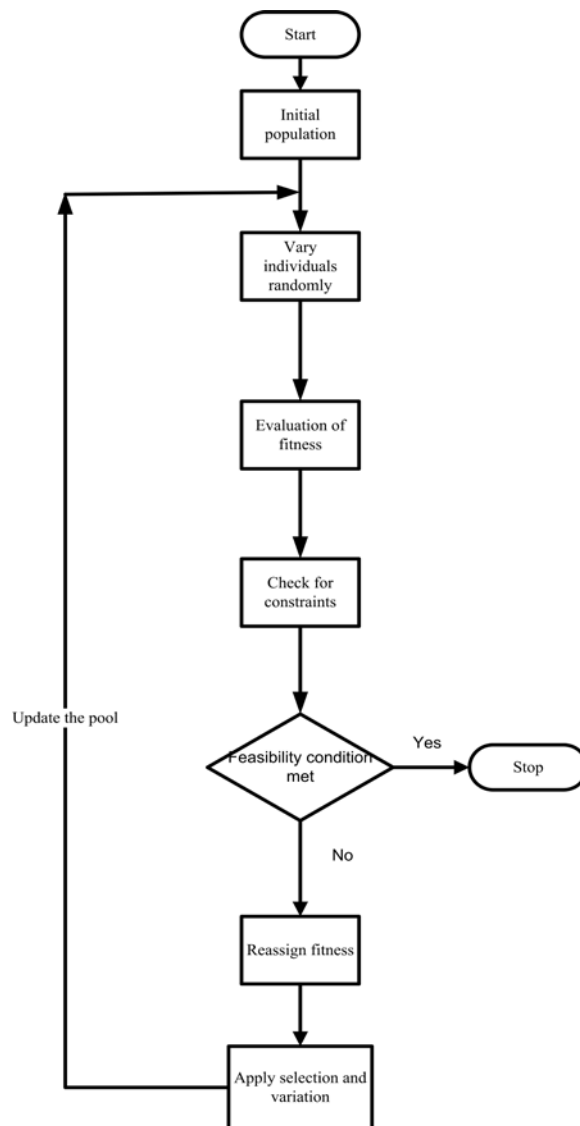 Start
Initial
population
Vary
individuals
randomly
Evaluation of
fitness
Check for
constraints
Update the pool
Feasibility condition
met
Yes
Stop
No
Reassign fitness
Apply selection and
variation